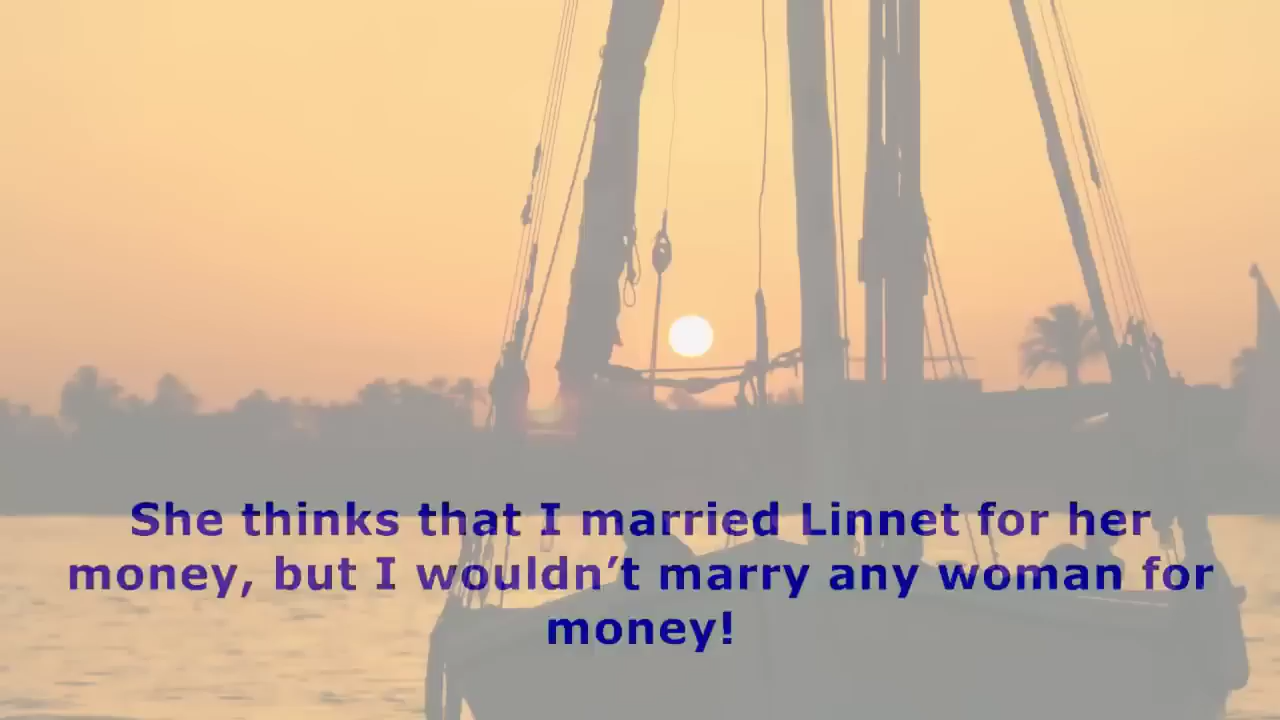 She thinks that I married Linnet for her
money, but I wouldn’t marry any woman for
money!